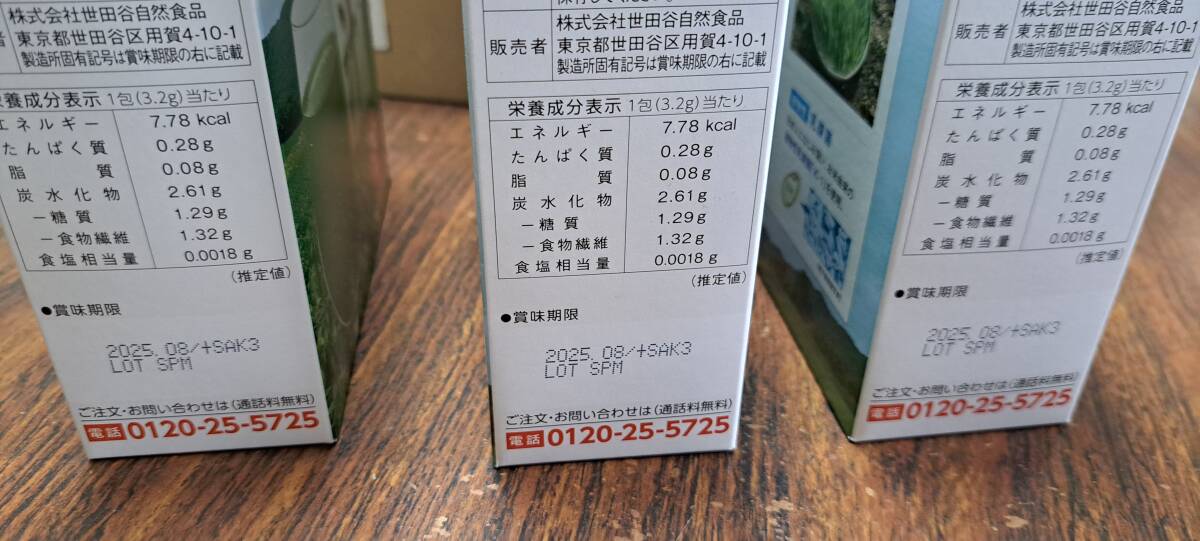 株式会社世田谷自然食品
東京都世田谷区用賀4-10-1
製造所固有記号は賞味期限の右に記載
栄養成分表示 1包(3.2g)当たり
エネルギー 7.78 kcal
たんぱく質 0.28g
脂質 0.08g
炭水化物 2.61g
－糖質 1.29g
－食物繊維 1.32g
食塩相当量 0.0018g
(推定値)
●賞味期限
2025.08/+SAK3
LOT SPM
ご注文・お問い合わせは(通話料無料)
電話 0120-25-5725
販売者
株式会社世田谷自然食品
東京都世田谷区用賀4-10-1
製造所固有記号は賞味期限の右に記載
栄養成分表示 1包(3.2g)当たり
エネルギー 7.78 kcal
たんぱく質 0.28g
脂質 0.08g
炭水化物 2.61g
－糖質 1.29g
－食物繊維 1.32g
食塩相当量 0.0018g
(推定値)
●賞味期限
2025.08/+SAK3
LOT SPM
ご注文・お問い合わせは(通話料無料)
電話 0120-25-5725
乳酸菌
販売者
株式会社世田谷自然食品
東京都世田谷区用賀4-10-1
製造所固有記号は賞味期限の右に記載
栄養成分表示 1包(3.2g)当たり
エネルギー 7.78 kcal
たんぱく質 0.28g
脂質 0.08g
炭水化物 2.61g
－糖質 1.29g
－食物繊維 1.32g
食塩相当量 0.0018g
(推定値)
●賞味期限
2025.08/+SAK3
LOT SPM
ご注文・お問い合わせは(通話料無料)
電話 0120-25-5725